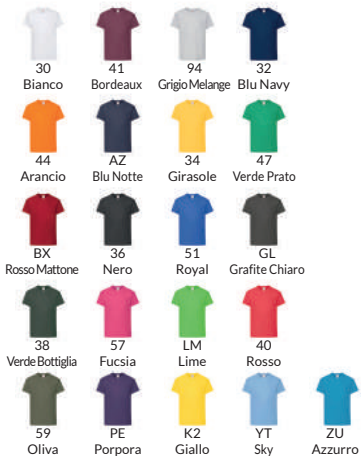 30 41 94 32
Bianco Bordeaux Grigio Melange Blu Navy
44 AZ 34 47
Arancio Blu Notte Girasole Verde Prato
BX 36 51 GL
Rosso Mattone Nero Royal Grafite Chiaro
38 57 LM 40
Verde Bottiglia Fucsia Lime Rosso
59 PE K2 YT ZU
Oliva Porpora Giallo Sky Azzurro